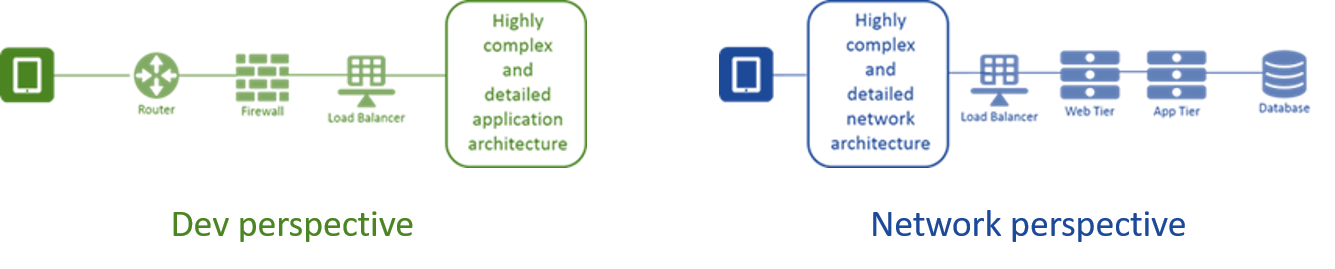 Highly
complex
and
detailed
application
architecture
Router
Firewall
Load Balancer
Dev perspective
Highly
complex
and
detailed
network
architecture
Load Balancer
Web Tier
App Tier
Database
Network perspective